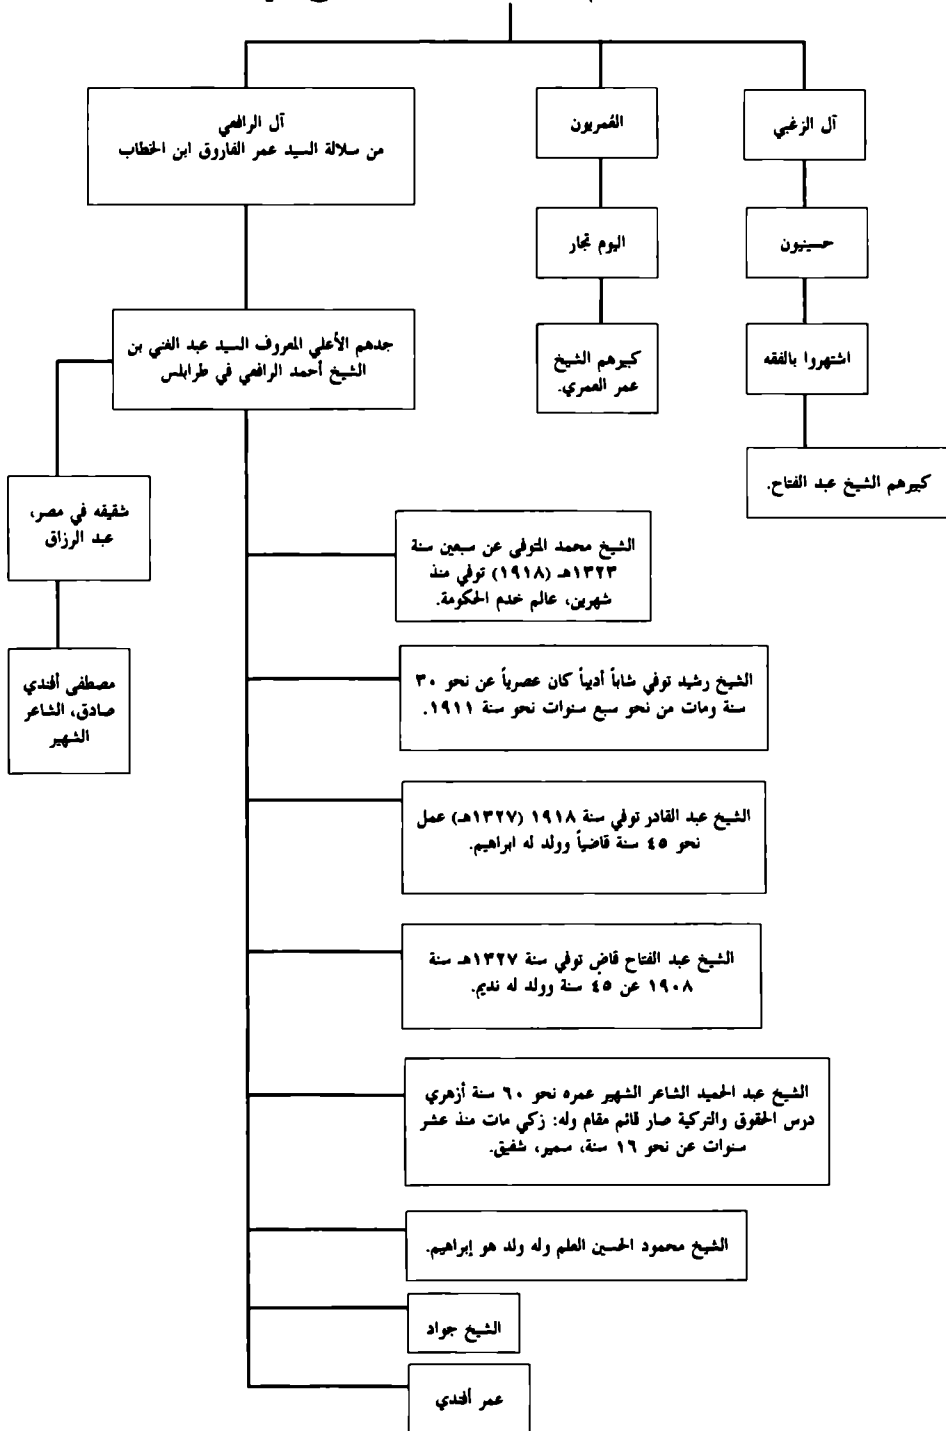 آل الزغبي
العُمريون
آل الرافعي
من سلالة السيد عمر الفاروق ابن الخطاب
حسينيون
اليوم تجار
اشتهروا بالفقه
كبيرهم الشيخ
عمر العمري.
جدهم الأعلي المعروف السيد عبد الغني بن
الشيخ أحمد الرافعي في طرابلس
كبيرهم الشيخ عبد الفتاح.
شقيقه في مصر،
عبد الرزاق
الشيخ محمد المتوفى عن سبعين سنة
١٣٢٣هـ (١٩١٨) توفي منذ
شهرين، عالم خدم الحكومة.
مصطفى أفندي
صادق، الشاعر
الشهير
الشيخ رشيد توفي شاباً أديباً كان عصرياً عن نحو ٣٠
سنة ومات من نحو سبع سنوات نحو سنة ١٩١١.
الشيخ عبد القادر توفي سنة ١٩١٨ (١٣٢٧هـ) عمل
نحو ٤٥ سنة قاضياً وولد له ابراهيم.
الشيخ عبد الفتاح قاضٍ توفي سنة ١٣٢٧هـ سنة
١٩٠٨ عن ٤٥ سنة وولد له نديم.
الشيخ عبد الحميد الشاعر الشهير عمره نحو ٦٠ سنة أزهري
درس الحقوق والتركية صار قائم مقام وله: زكي مات منذ عشر
سنوات عن نحو ١٦ سنة، سمير، شفيق.
الشيخ محمود الحسين العلم وله ولد هو إبراهيم.
الشيخ جواد
عمر أفندي